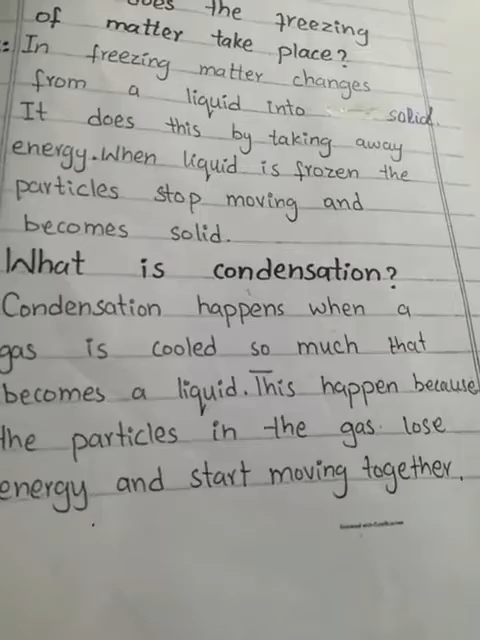 does the freezing
of matter take place?
:= In freezing matter changes
from a liquid into solid.
It does this by taking away
energy. When liquid is frozen the
particles stop moving and
becomes solid.
What is condensation?
Condensation happens when a
gas is cooled so much that
becomes a liquid. This happen because
the particles in the gas lose
energy and start moving together.